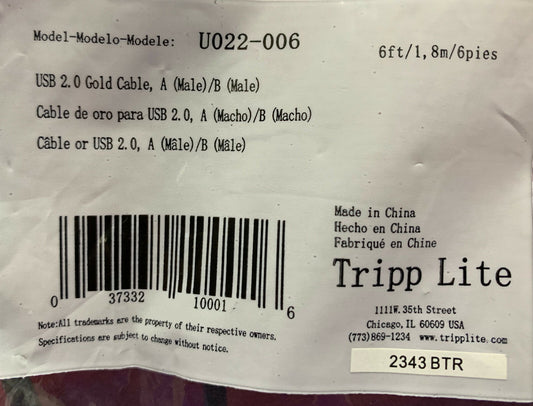 Model-Modelo-Modele: U022-006
6ft/1,8m/6pies
USB 2.0 Gold Cable, A (Male)/B (Male)
Cable de oro para USB 2.0, A (Macho)/B (Macho)
Câble or USB 2.0, A (Mâle)/B (Mâle)
0 37332 10001 6
Note:All trademarks are the property of their respective owners.
Specifications are subject to change without notice.
Made in China
Hecho en China
Fabriqué en Chine
Tripp Lite
1111W. 35th Street
Chicago, IL 60609 USA
(773)869-1234 www.tripplite.com
2343 BTR